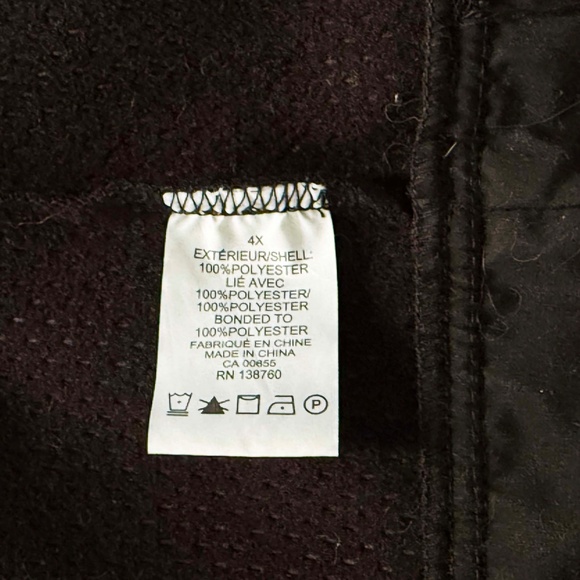 4X
EXTÉRIEUR/SHELL:
100%POLYESTER
LIÉ AVEC
100%POLYESTER/
100%POLYESTER
BONDED TO
100%POLYESTER
FABRIQUÉ EN CHINE
MADE IN CHINA
CA 00655
RN 138760
P